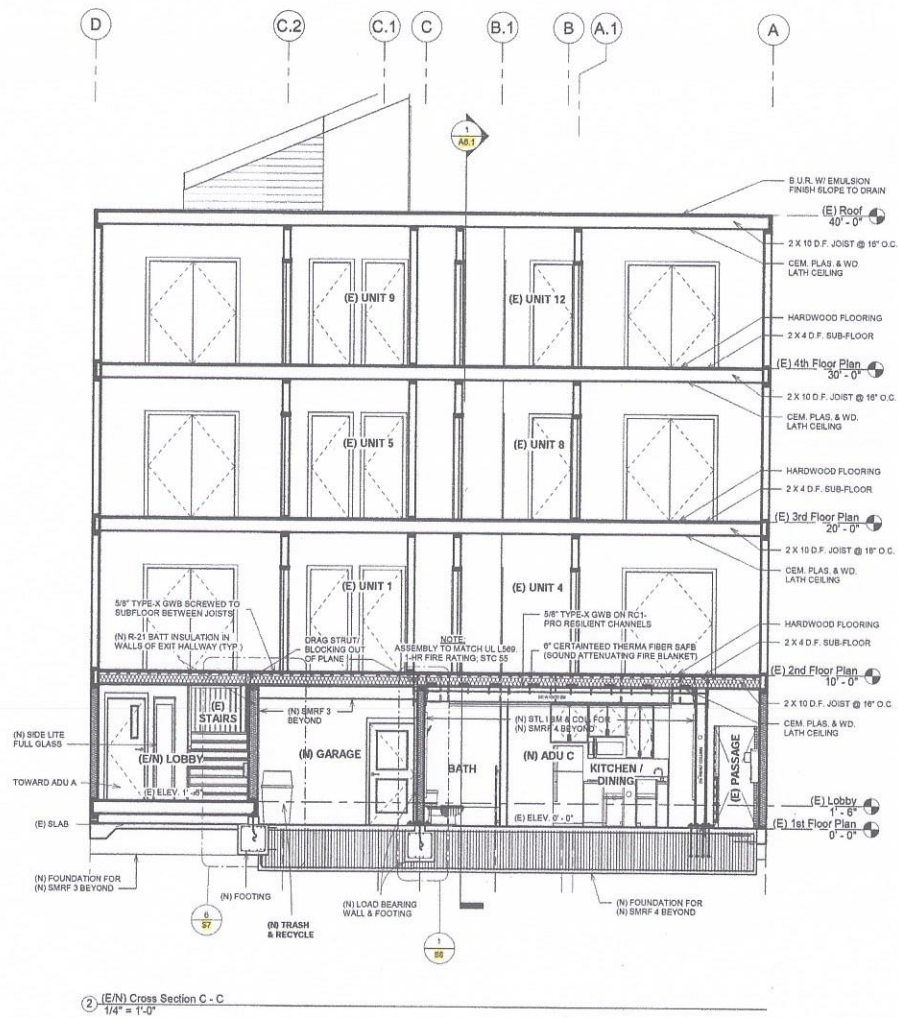 D
C.2
C.1
C
B.1
B
A.1
A
1
A6.1
B.U.R. W/ EMULSION
FINISH SLOPE TO DRAIN
(E) Roof
40' - 0"
2 X 10 D.F. JOIST @ 16" O.C.
CEM. PLAS. & WD.
LATH CEILING
(E) UNIT 9
(E) UNIT 12
HARDWOOD FLOORING
2 X 4 D.F. SUB-FLOOR
(E) 4th Floor Plan
30' - 0"
2 X 10 D.F. JOIST @ 16" O.C.
CEM. PLAS. & WD.
LATH CEILING
(E) UNIT 5
(E) UNIT 8
HARDWOOD FLOORING
2 X 4 D.F. SUB-FLOOR
(E) 3rd Floor Plan
20' - 0"
2 X 10 D.F. JOIST @ 16" O.C.
CEM. PLAS. & WD.
LATH CEILING
(E) UNIT 1
(E) UNIT 4
5/8" TYPE-X GWB SCREWED TO
SUBFLOOR BETWEEN JOISTS
(N) R-21 BATT INSULATION IN
WALLS OF EXIT HALLWAY (TYP.)
DRAG STRUT/
BLOCKING OUT
OF PLANE
NOTE:
ASSEMBLY TO MATCH UL L569.
1-HR FIRE RATING; STC 55
5/8" TYPE-X GWB ON RC1-
PRO RESILIENT CHANNELS
6" CERTAINTEED THERMA FIBER SAFB
(SOUND ATTENUATING FIRE BLANKET)
HARDWOOD FLOORING
2 X 4 D.F. SUB-FLOOR
(E) 2nd Floor Plan
10' - 0"
2 X 10 D.F. JOIST @ 16" O.C.
CEM. PLAS. & WD.
LATH CEILING
(N) SIDE LITE
FULL GLASS
(E)
STAIRS
(E/N) LOBBY
TOWARD ADU A
(E) ELEV. 1' - 6"
(N) SMRF 3
BEYOND
(N) GARAGE
(N) STL BM & COL. FOR
(N) SMRF 4 BEYOND
BATH
(N) ADU C
KITCHEN /
DINING
(E) ELEV. 0' - 0"
(E) PASSAGE
(E) Lobby
1' - 6"
(E) 1st Floor Plan
0' - 0"
(E) SLAB
(N) FOUNDATION FOR
(N) SMRF 3 BEYOND
(N) FOOTING
6
S7
(N) TRASH
& RECYCLE
(N) LOAD BEARING
WALL & FOOTING
1
(N) FOUNDATION FOR
(N) SMRF 4 BEYOND
2
(E/N) Cross Section C - C
1/4" = 1'-0"